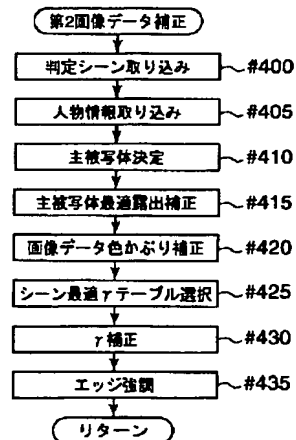 第2画像データ補正
判定シーン取り込み #400
人物情報取り込み #405
主被写体決定 #410
主被写体最適露出補正 #415
画像データ色かぶり補正 #420
シーン最適γテーブル選択 #425
γ補正 #430
エッジ強調 #435
リターン